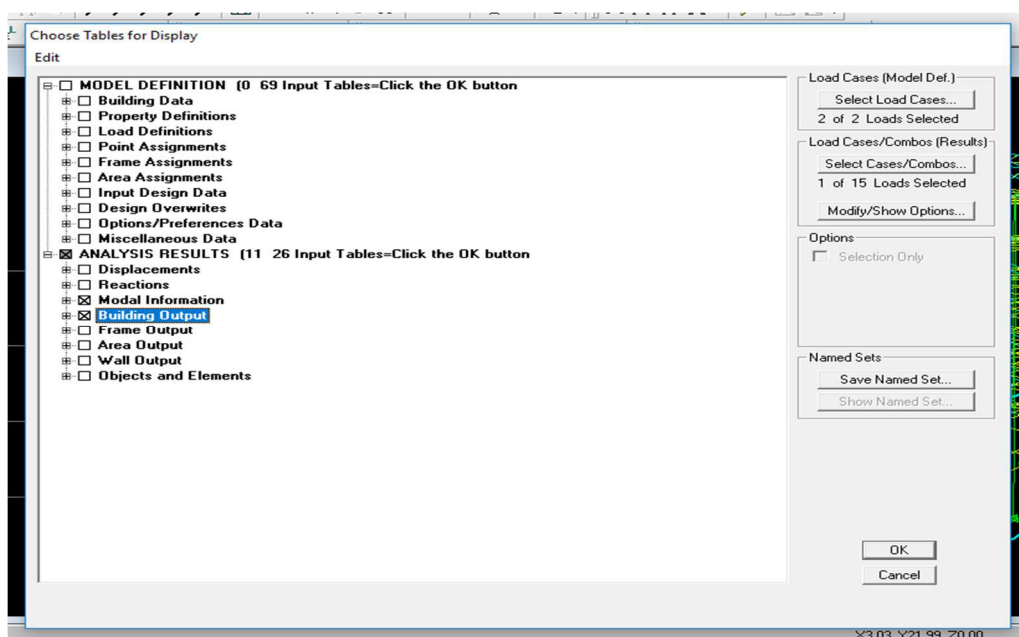 Choose Tables for Display
Edit
MODEL DEFINITION (0 69 Input Tables=Click the OK button
Building Data
Property Definitions
Load Definitions
Point Assignments
Frame Assignments
Area Assignments
Input Design Data
Design Overwrites
Options/Preferences Data
Miscellaneous Data
ANALYSIS RESULTS (11 26 Input Tables=Click the OK button
Displacements
Reactions
Modal Information
Building Output
Frame Output
Area Output
Wall Output
Objects and Elements
Load Cases (Model Def.)
Select Load Cases...
2 of 2 Loads Selected
Load Cases/Combos (Results)
Select Cases/Combos...
1 of 15 Loads Selected
Modify/Show Options...
Options
Selection Only
Named Sets
Save Named Set...
Show Named Set...
OK
Cancel
X3.03 Y21.99 Z0.00